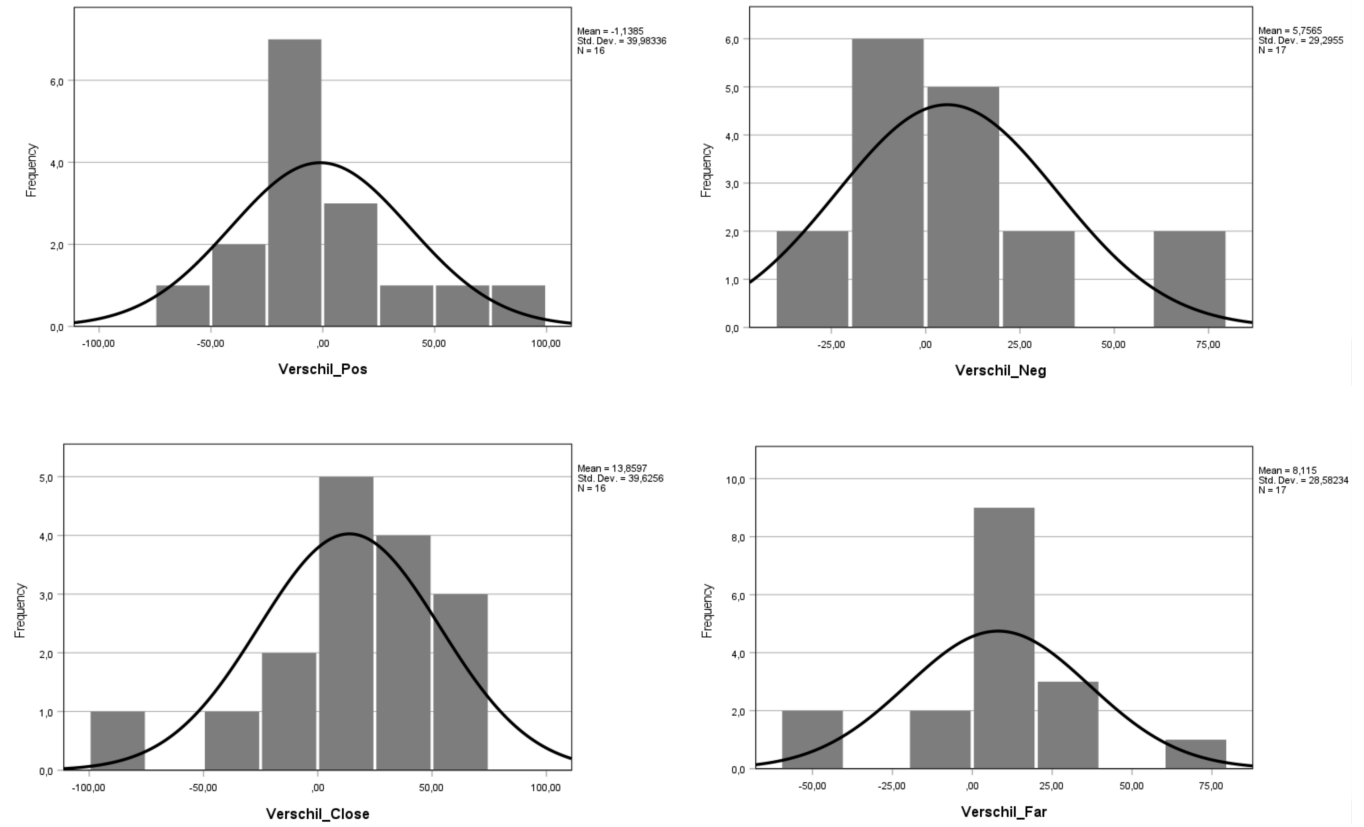 Mean = -1,1385
Std. Dev. = 39,98336
N = 16
6,0
4,0
2,0
0,0
Frequency
-100,00 -50,00 ,00 50,00 100,00
Verschil_Pos
Mean = 5,7565
Std. Dev. = 29,2955
N = 17
6,0
5,0
4,0
3,0
2,0
1,0
0,0
Frequency
-25,00 ,00 25,00 50,00 75,00
Verschil_Neg
Mean = 13,8597
Std. Dev. = 39,6256
N = 16
5,0
4,0
3,0
2,0
1,0
0,0
Frequency
-100,00 -50,00 ,00 50,00 100,00
Verschil_Close
Mean = 8,115
Std. Dev. = 28,58234
N = 17
10,0
8,0
6,0
4,0
2,0
0,0
Frequency
-50,00 -25,00 ,00 25,00 50,00 75,00
Verschil_Far